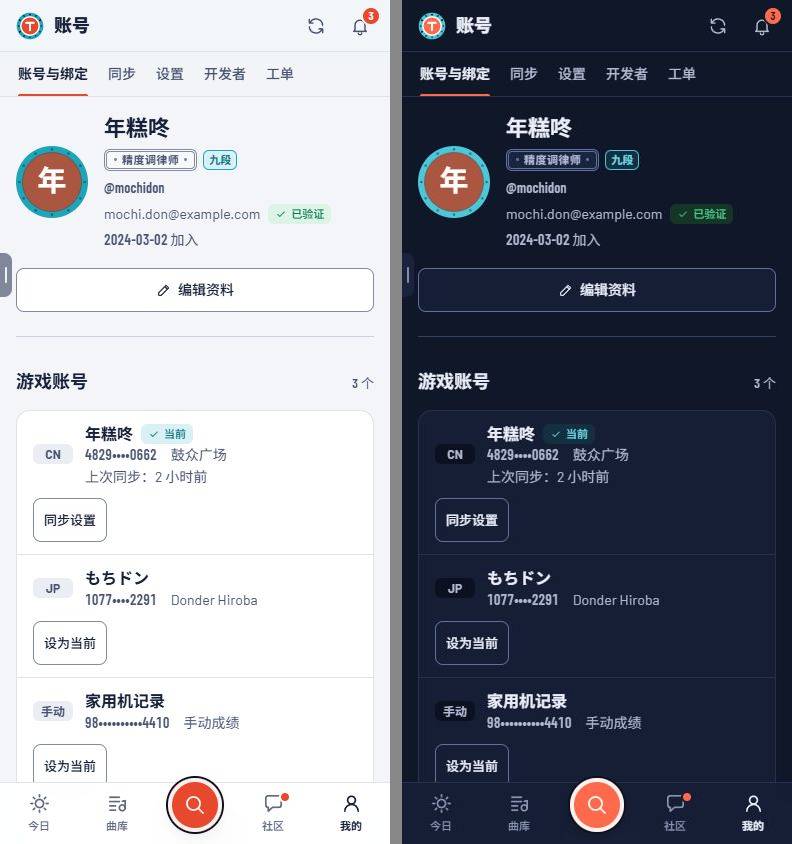 T 账号 3
账号与绑定 同步 设置 开发者 工单
年
年糕咚
精度调律师 九段
@mochidon
mochi.don@example.com 已验证
2024-03-02 加入
编辑资料
游戏账号 3 个
CN
年糕咚 当前
4829••••0662 鼓众广场
上次同步：2 小时前
同步设置
JP
もちドン
1077••••2291 Donder Hiroba
设为当前
手动
家用机记录
98••••••••••4410 手动成绩
设为当前
今日 曲库 社区 我的
T 账号 3
账号与绑定 同步 设置 开发者 工单
年
年糕咚
精度调律师 九段
@mochidon
mochi.don@example.com 已验证
2024-03-02 加入
编辑资料
游戏账号 3 个
CN
年糕咚 当前
4829••••0662 鼓众广场
上次同步：2 小时前
同步设置
JP
もちドン
1077••••2291 Donder Hiroba
设为当前
手动
家用机记录
98••••••••••4410 手动成绩
设为当前
今日 曲库 社区 我的